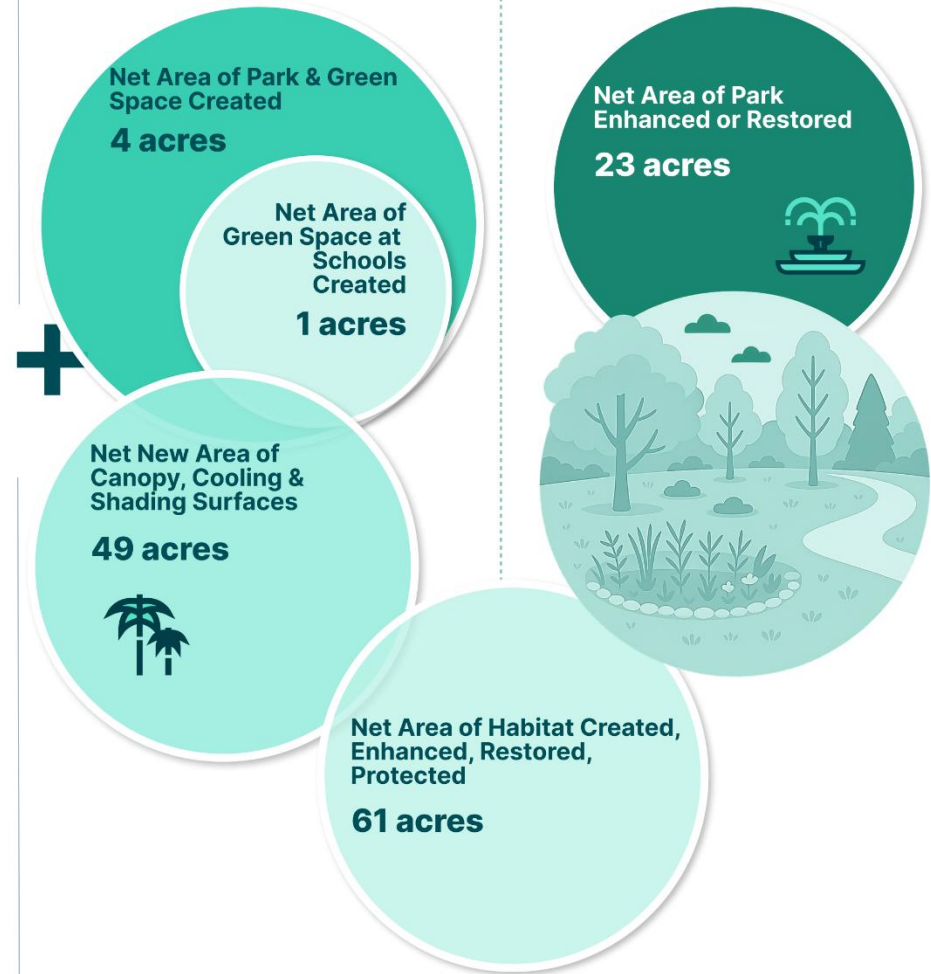 Net Area of Park & Green
Space Created
4 acres
Net Area of
Green Space at
Schools
Created
1 acres
Net Area of Park
Enhanced or Restored
23 acres
+
Net New Area of
Canopy, Cooling &
Shading Surfaces
49 acres
Net Area of Habitat Created,
Enhanced, Restored,
Protected
61 acres